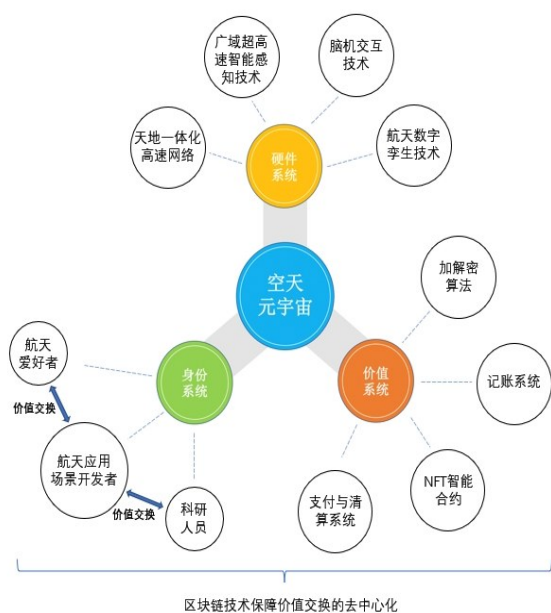 广域超高
速智能感
知技术
脑机交互
技术
天地一体化
高速网络
硬件
系统
航天数字
孪生技术
空天
元宇宙
加解密
算法
航天
爱好者
身份
系统
价值
系统
记账系统
价值交换
航天应用
场景开发者
NFT智能
合约
支付与清
算系统
科研
人员
价值交换
区块链技术保障价值交换的去中心化